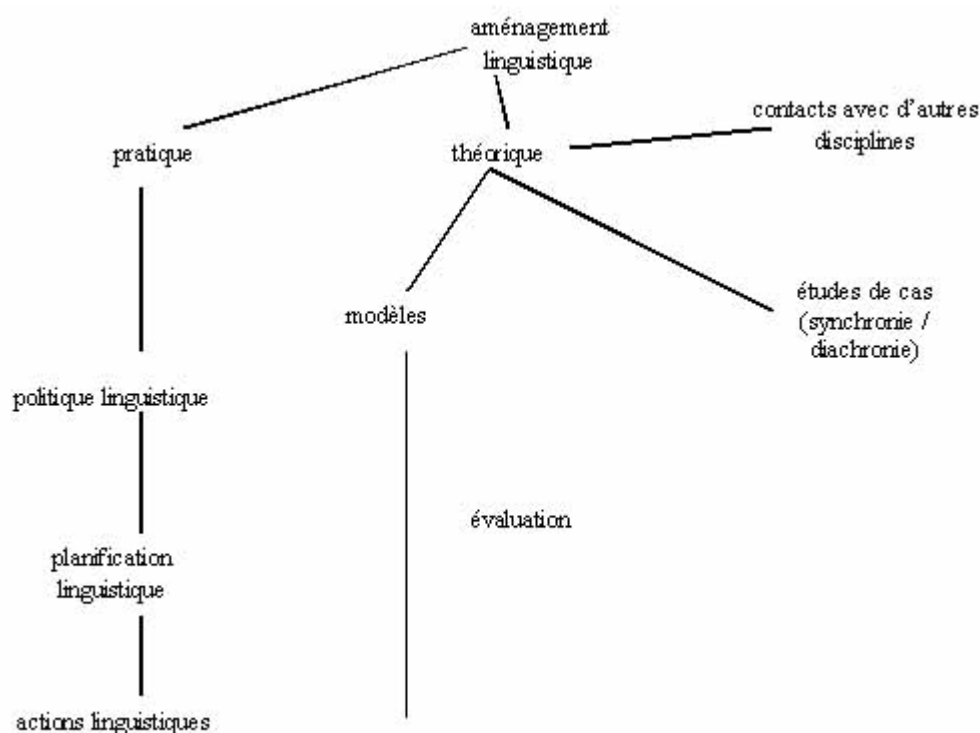 aménagement
linguistique
contacts avec d'autres
disciplines
pratique
théorique
études de cas
(synchronie /
diachronie)
modèles
politique linguistique
évaluation
planification
linguistique
actions linguistiques